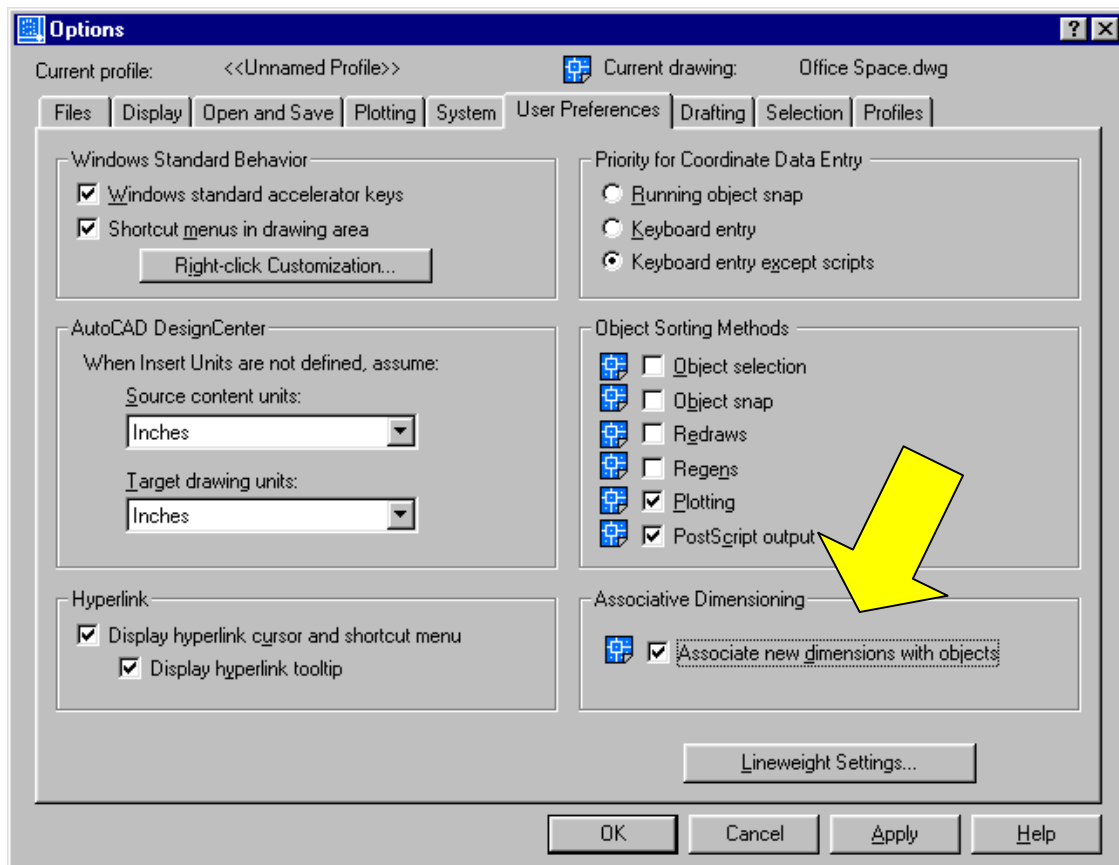 Options
Current profile: <<Unnamed Profile>> Current drawing: Office Space.dwg
Files Display Open and Save Plotting System User Preferences Drafting Selection Profiles
Windows Standard Behavior
Windows standard accelerator keys
Shortcut menus in drawing area
Right-click Customization...
AutoCAD DesignCenter
When Insert Units are not defined, assume:
Source content units:
Inches
Target drawing units:
Inches
Hyperlink
Display hyperlink cursor and shortcut menu
Display hyperlink tooltip
Priority for Coordinate Data Entry
Running object snap
Keyboard entry
Keyboard entry except scripts
Object Sorting Methods
Object selection
Object snap
Redraws
Regens
Plotting
PostScript output
Associative Dimensioning
Associate new dimensions with objects
Lineweight Settings...
OK Cancel Apply Help